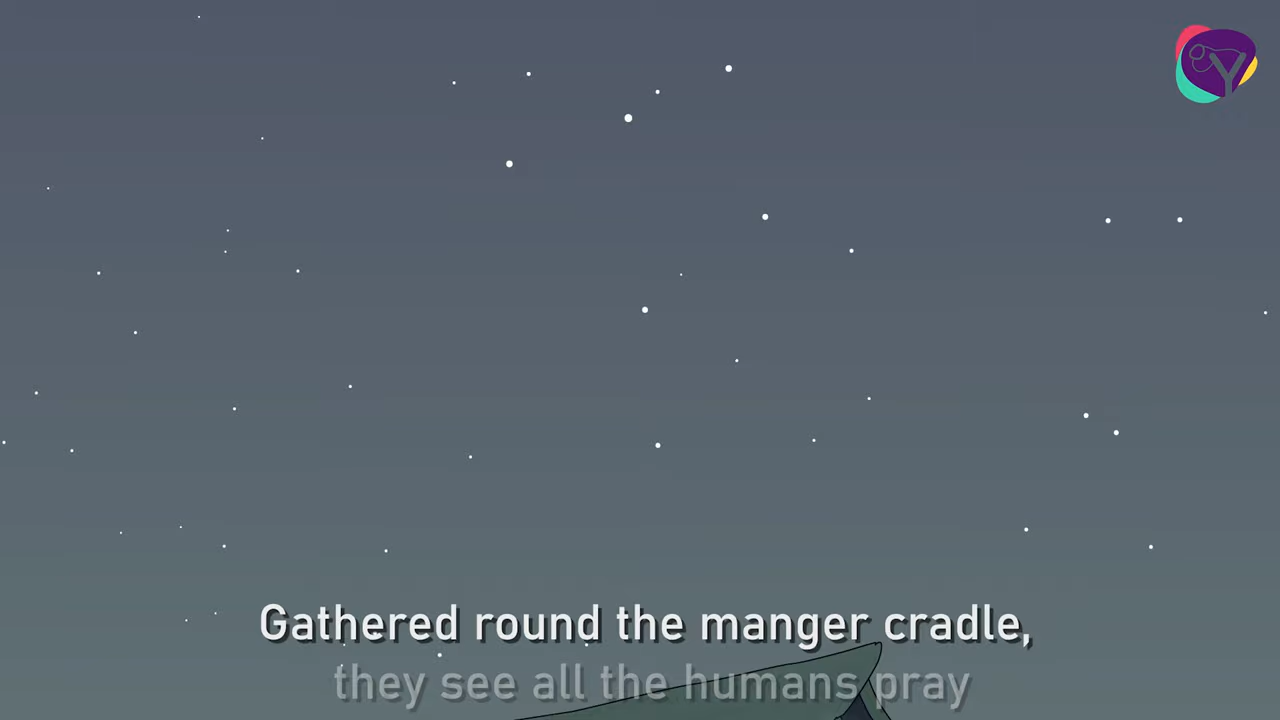 Gathered round the manger cradle,
they see all the humans pray